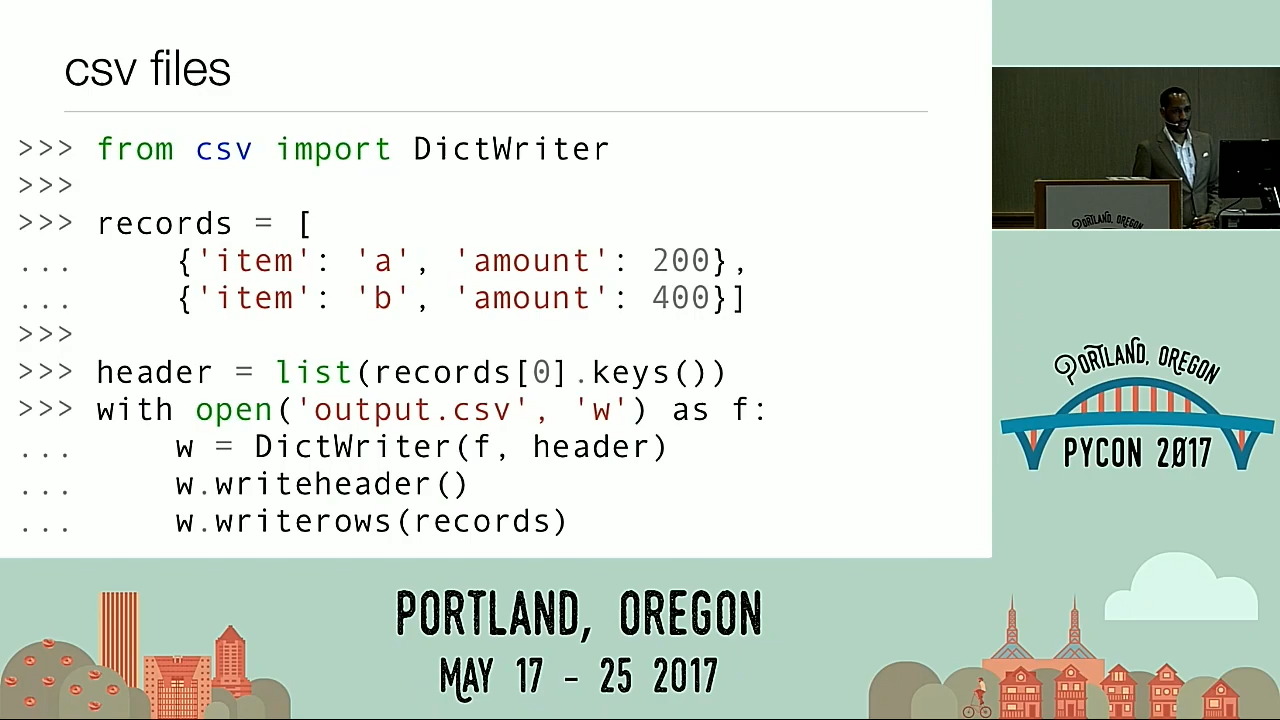 csv files
>>> from csv import DictWriter
>>>
>>> records = [
...     {'item': 'a', 'amount': 200},
...     {'item': 'b', 'amount': 400}]
>>>
>>> header = list(records[0].keys())
>>> with open('output.csv', 'w') as f:
...     w = DictWriter(f, header)
...     w.writeheader()
...     w.writerows(records)
PORTLAND, OREGON
PORTLAND, OREGON
PYCON 2017
PORTLAND, OREGON
MAY 17 - 25 2017